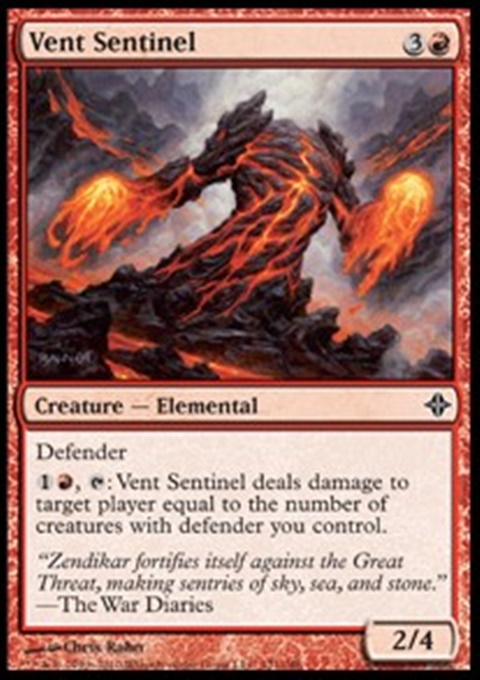 Vent Sentinel 3
Creature — Elemental
Defender
1 , : Vent Sentinel deals damage to
target player equal to the number of
creatures with defender you control.
“Zendikar fortifies itself against the Great
Threat, making sentries of sky, sea, and stone.”
—The War Diaries
Chris Rahn
2/4